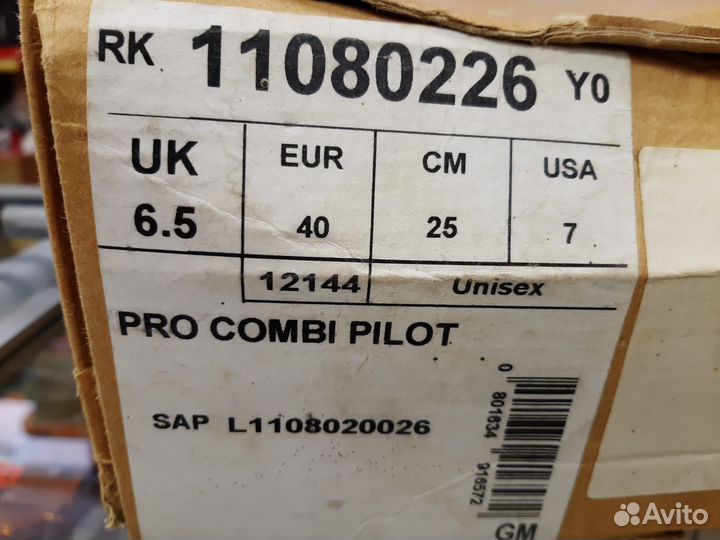 RK 11080226 Y0
UK EUR CM USA
6.5 40 25 7
12144 Unisex
PRO COMBI PILOT
SAP L1108020026
0 801634 916572
GM
Avito